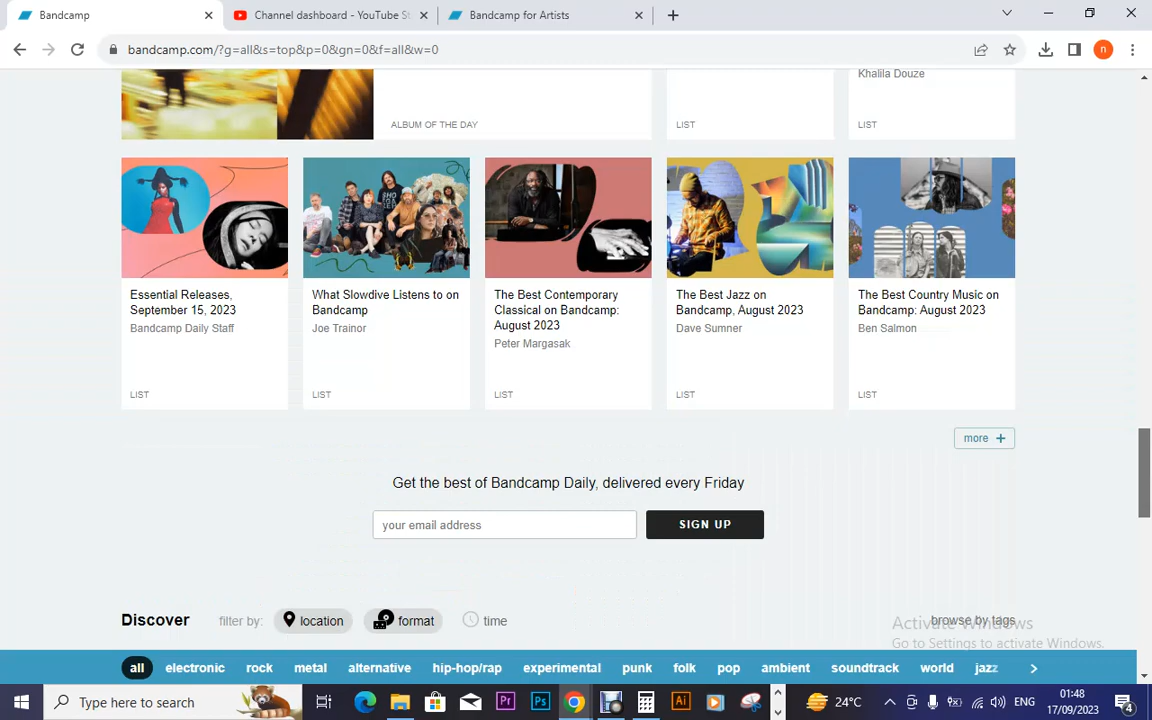 Bandcamp
Channel dashboard - YouTube St
Bandcamp for Artists
bandcamp.com/?g=all&s=top&p=0&gn=0&f=all&w=0
n
Khalila Douze
ALBUM OF THE DAY
LIST
LIST
Essential Releases,
September 15, 2023
Bandcamp Daily Staff
LIST
What Slowdive Listens to on
Bandcamp
Joe Trainor
LIST
The Best Contemporary
Classical on Bandcamp:
August 2023
Peter Margasak
LIST
The Best Jazz on
Bandcamp, August 2023
Dave Sumner
LIST
The Best Country Music on
Bandcamp: August 2023
Ben Salmon
LIST
more +
Get the best of Bandcamp Daily, delivered every Friday
your email address
SIGN UP
Discover
filter by:
location
format
time
browse by tags
Activate Windows
Go to Settings to activate Windows.
all electronic rock metal alternative hip-hop/rap experimental punk folk pop ambient soundtrack world jazz
Type here to search
Pr
Ps
Ai
24°C
ENG
01:48
17/09/2023
4